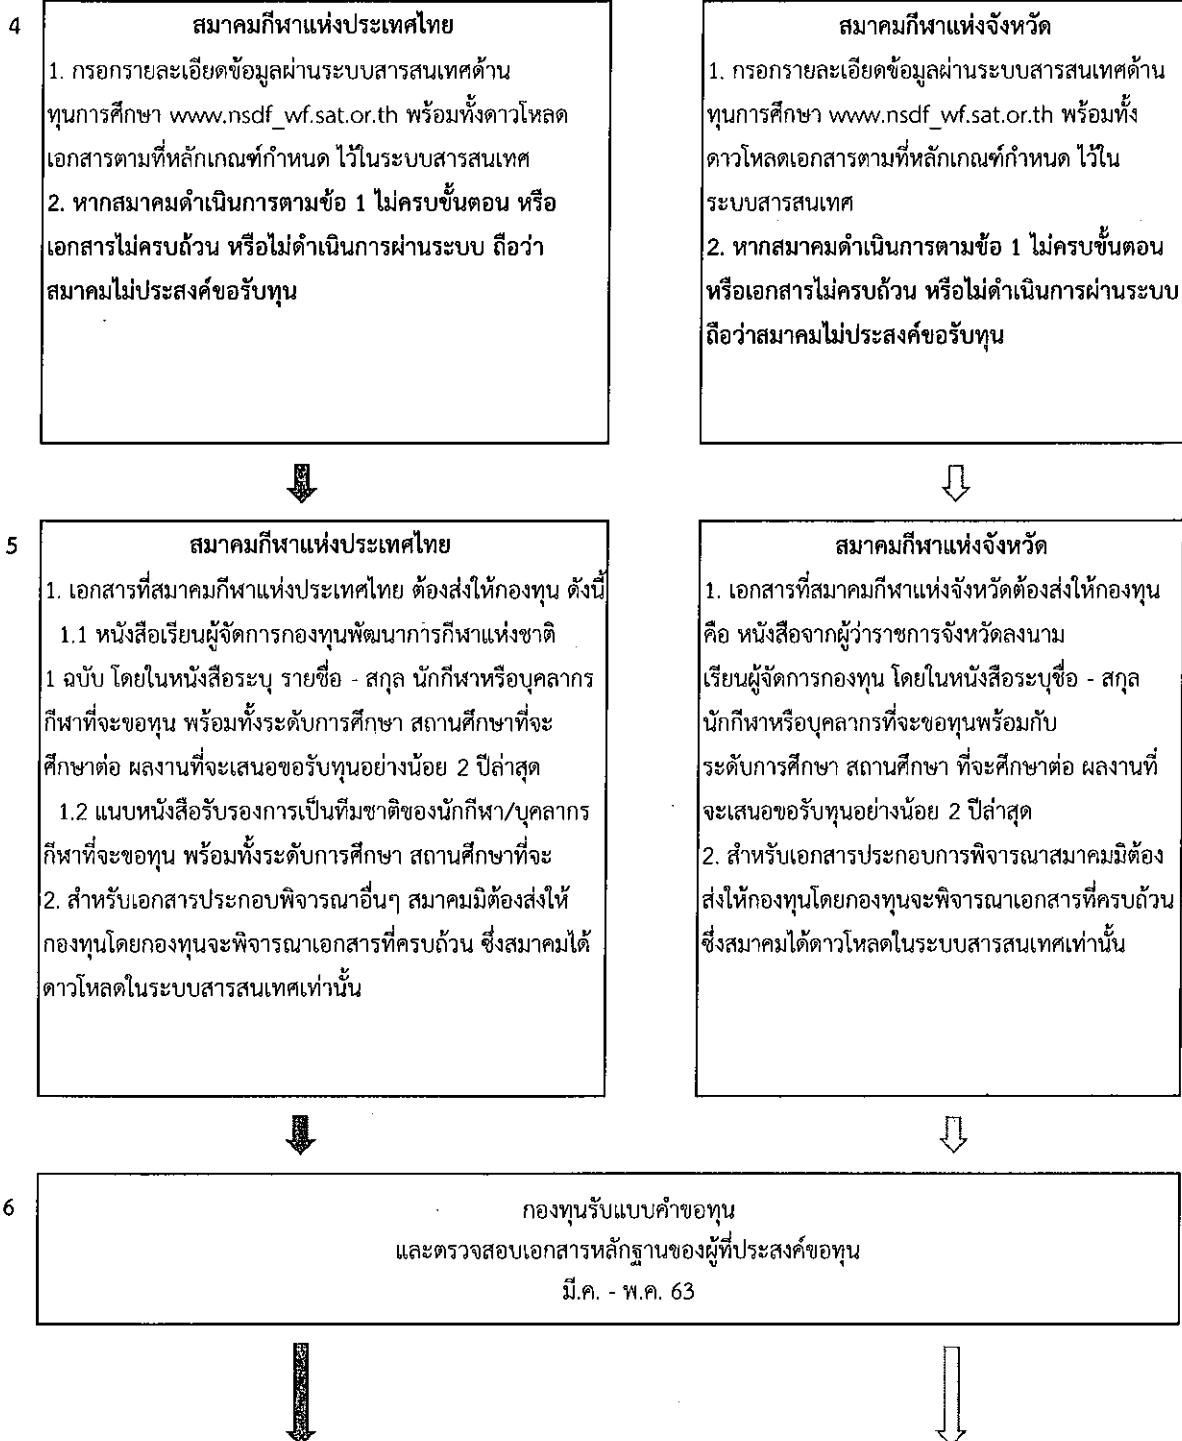 4
สมาคมกีฬาแห่งประเทศไทย
1. กรอกรายละเอียดข้อมูลผ่านระบบสารสนเทศด้าน
ทุนการศึกษา www.nsdf_wf.sat.or.th พร้อมทั้งดาวโหลด
เอกสารตามที่หลักเกณฑ์กำหนด ไว้ในระบบสารสนเทศ
2. หากสมาคมดำเนินการตามข้อ 1 ไม่ครบขั้นตอน หรือ
เอกสารไม่ครบถ้วน หรือไม่ดำเนินการผ่านระบบ ถือว่า
สมาคมไม่ประสงค์ขอรับทุน
สมาคมกีฬาแห่งจังหวัด
1. กรอกรายละเอียดข้อมูลผ่านระบบสารสนเทศด้าน
ทุนการศึกษา www.nsdf_wf.sat.or.th พร้อมทั้ง
ดาวโหลดเอกสารตามที่หลักเกณฑ์กำหนด ไว้ใน
ระบบสารสนเทศ
2. หากสมาคมดำเนินการตามข้อ 1 ไม่ครบขั้นตอน
หรือเอกสารไม่ครบถ้วน หรือไม่ดำเนินการผ่านระบบ
ถือว่าสมาคมไม่ประสงค์ขอรับทุน
5
สมาคมกีฬาแห่งประเทศไทย
1. เอกสารที่สมาคมกีฬาแห่งประเทศไทย ต้องส่งให้กองทุน ดังนี้
1.1 หนังสือเรียนผู้จัดการกองทุนพัฒนาการกีฬาแห่งชาติ
1 ฉบับ โดยในหนังสือระบุ รายชื่อ - สกุล นักกีฬาหรือบุคลากร
กีฬาที่จะขอทุน พร้อมทั้งระดับการศึกษา สถานศึกษาที่จะ
ศึกษาต่อ ผลงานที่จะเสนอขอรับทุนอย่างน้อย 2 ปีล่าสุด
1.2 แนบหนังสือรับรองการเป็นทีมชาติของนักกีฬา/บุคลากร
กีฬาที่จะขอทุน พร้อมทั้งระดับการศึกษา สถานศึกษาที่จะ
2. สำหรับเอกสารประกอบพิจารณาอื่นๆ สมาคมมิต้องส่งให้
กองทุนโดยกองทุนจะพิจารณาเอกสารที่ครบถ้วน ซึ่งสมาคมได้
ดาวโหลดในระบบสารสนเทศเท่านั้น
สมาคมกีฬาแห่งจังหวัด
1. เอกสารที่สมาคมกีฬาแห่งจังหวัดต้องส่งให้กองทุน
คือ หนังสือจากผู้ว่าราชการจังหวัดลงนาม
เรียนผู้จัดการกองทุน โดยในหนังสือระบุชื่อ - สกุล
นักกีฬาหรือบุคลากรที่จะขอทุนพร้อมกับ
ระดับการศึกษา สถานศึกษา ที่จะศึกษาต่อ ผลงานที่
จะเสนอขอรับทุนอย่างน้อย 2 ปีล่าสุด
2. สำหรับเอกสารประกอบการพิจารณาสมาคมมิต้อง
ส่งให้กองทุนโดยกองทุนจะพิจารณาเอกสารที่ครบถ้วน
ซึ่งสมาคมได้ดาวโหลดในระบบสารสนเทศเท่านั้น
6
กองทุนรับแบบคำขอทุน
และตรวจสอบเอกสารหลักฐานของผู้ที่ประสงค์ขอทุน
มี.ค. - พ.ค. 63